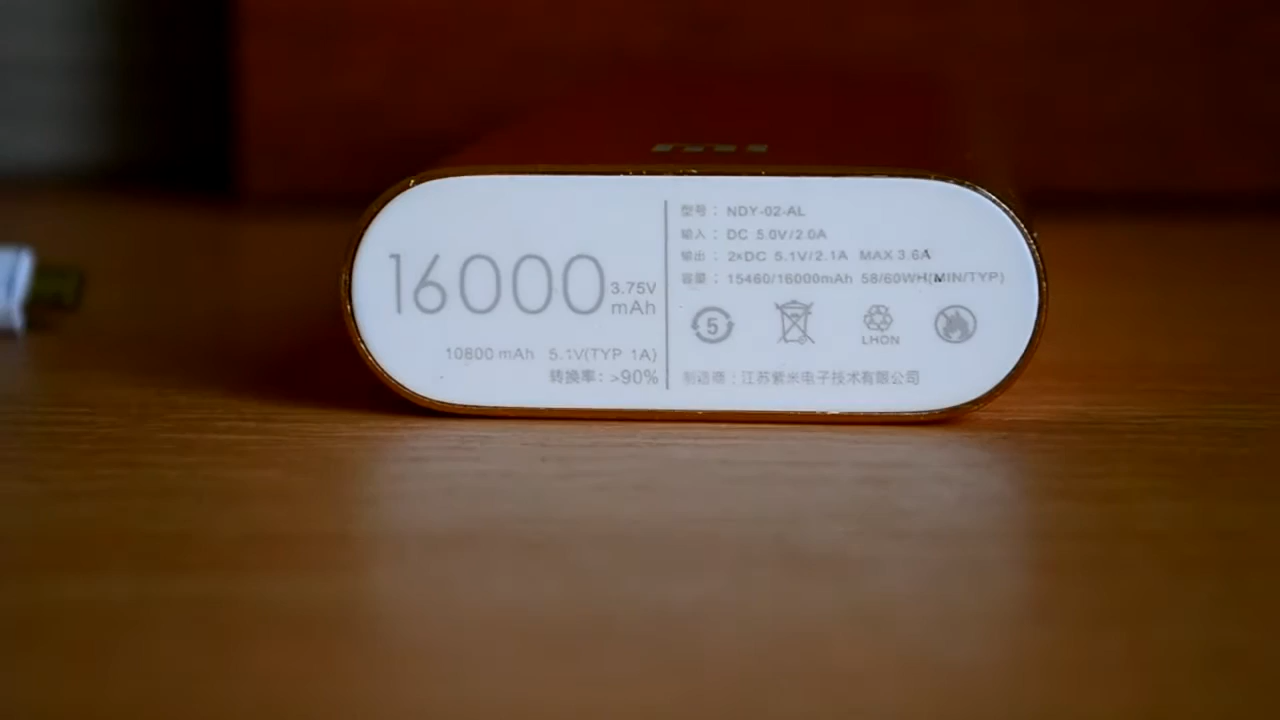 mi
16000 3.75V mAh
10800 mAh 5.1V(TYP 1A)
转换率：>90%
型号： NDY-02-AL
输入： DC 5.0V/2.0A
输出： 2×DC 5.1V/2.1A MAX 3.6A
容量： 15460/16000mAh 58/60WH(MIN/TYP)
5
LHON
制造商：江苏紫米电子技术有限公司